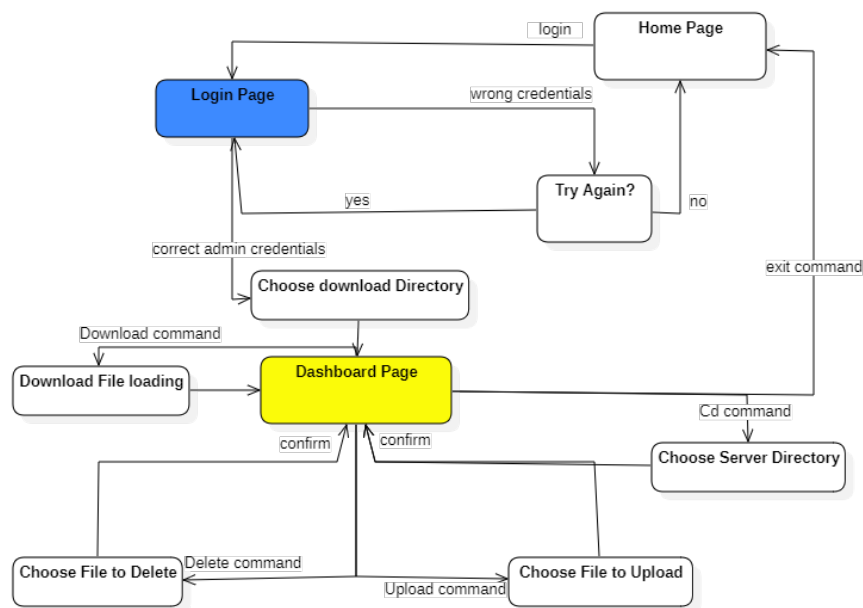 login
Home Page
Login Page
wrong credentials
Try Again?
yes
no
correct admin credentials
exit command
Choose download Directory
Download command
Download File loading
Dashboard Page
Cd command
confirm
confirm
Choose Server Directory
Delete command
Choose File to Delete
Upload command
Choose File to Upload